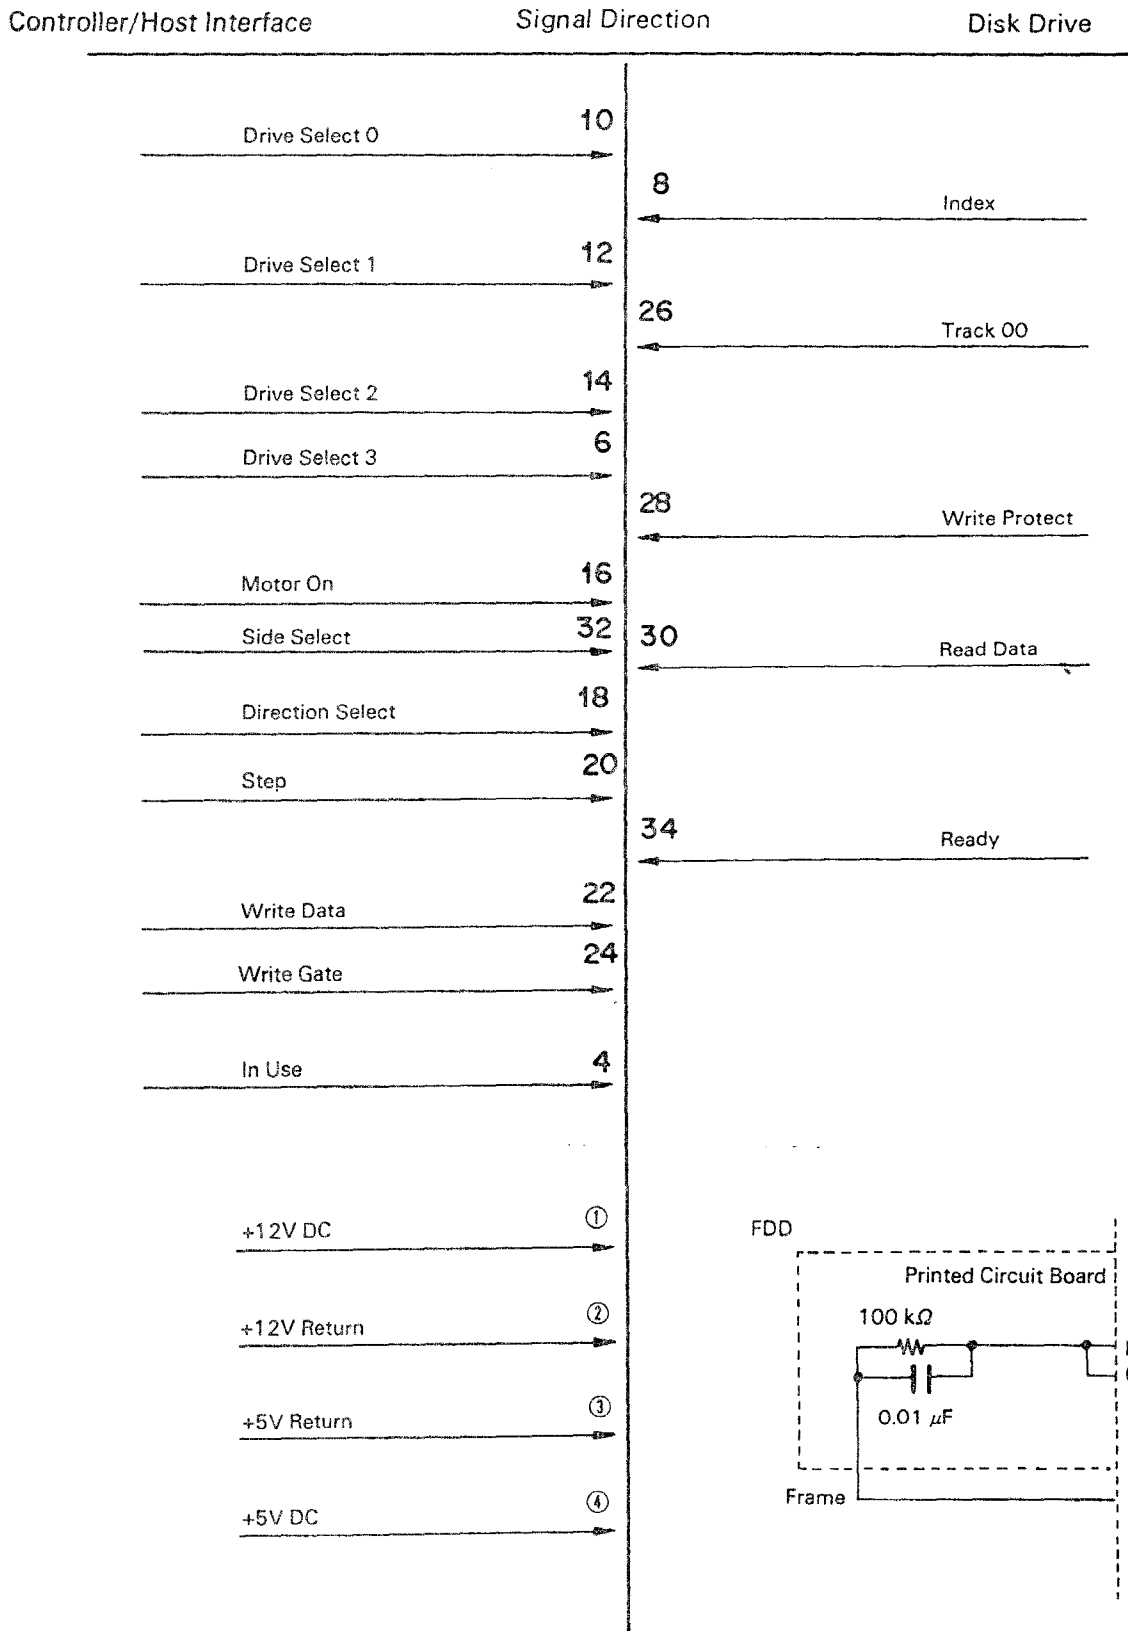 Controller/Host Interface Signal Direction Disk Drive
Drive Select 0 10
8 Index
Drive Select 1 12
26 Track 00
Drive Select 2 14
Drive Select 3 6
28 Write Protect
Motor On 16
Side Select 32
30 Read Data
Direction Select 18
Step 20
34 Ready
Write Data 22
Write Gate 24
In Use 4
+12V DC ①
+12V Return ②
+5V Return ③
+5V DC ④
FDD
Printed Circuit Board
100 kΩ
0.01 μF
Frame